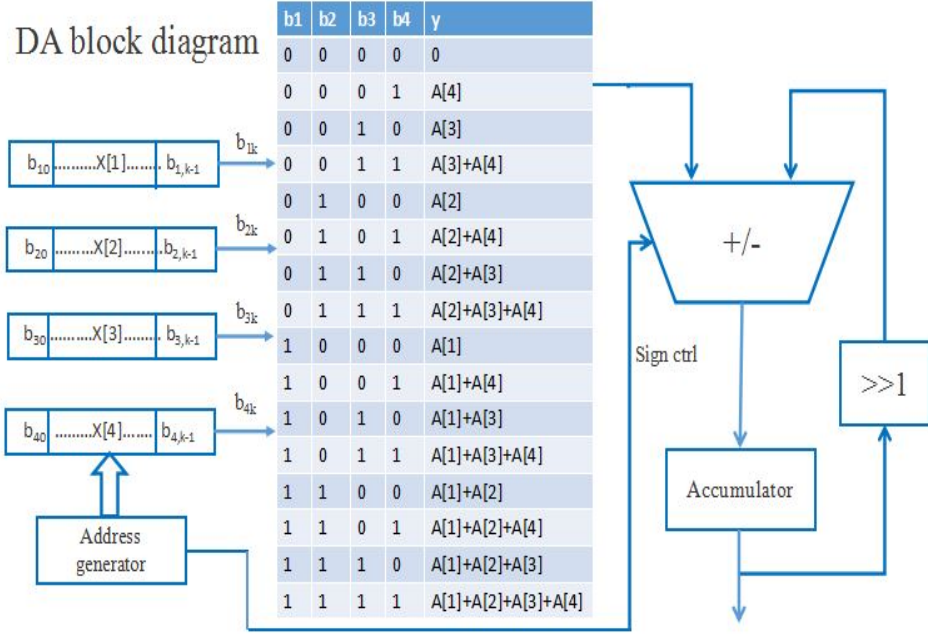 DA block diagram
b1 b2 b3 b4 y
0 0 0 0 0
0 0 0 1 A[4]
0 0 1 0 A[3]
0 0 1 1 A[3]+A[4]
0 1 0 0 A[2]
0 1 0 1 A[2]+A[4]
0 1 1 0 A[2]+A[3]
0 1 1 1 A[2]+A[3]+A[4]
1 0 0 0 A[1]
1 0 0 1 A[1]+A[4]
1 0 1 0 A[1]+A[3]
1 0 1 1 A[1]+A[3]+A[4]
1 1 0 0 A[1]+A[2]
1 1 0 1 A[1]+A[2]+A[4]
1 1 1 0 A[1]+A[2]+A[3]
1 1 1 1 A[1]+A[2]+A[3]+A[4]
b1k
b10 .........X[1]........ b1,k-1
b2k
b20 .........X[2]........ b2,k-1
b3k
b30 .........X[3]........ b3,k-1
b4k
b40 .........X[4]....... b4,k-1
Address
generator
+/-
Sign ctrl
>>1
Accumulator